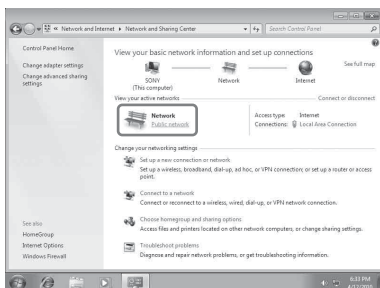 « Network and Internet ▸ Network and Sharing Center
Search Control Panel
Control Panel Home
Change adapter settings
Change advanced sharing
settings
View your basic network information and set up connections
See full map
SONY
(This computer)
Network
Internet
View your active networks
Connect or disconnect
Network
Public network
Access type: Internet
Connections: Local Area Connection
Change your networking settings
Set up a new connection or network
Set up a wireless, broadband, dial-up, ad hoc, or VPN connection; or set up a router or access
point.
Connect to a network
Connect or reconnect to a wireless, wired, dial-up, or VPN network connection.
Choose homegroup and sharing options
Access files and printers located on other network computers, or change sharing settings.
Troubleshoot problems
Diagnose and repair network problems, or get troubleshooting information.
See also
HomeGroup
Internet Options
Windows Firewall
6:33 PM